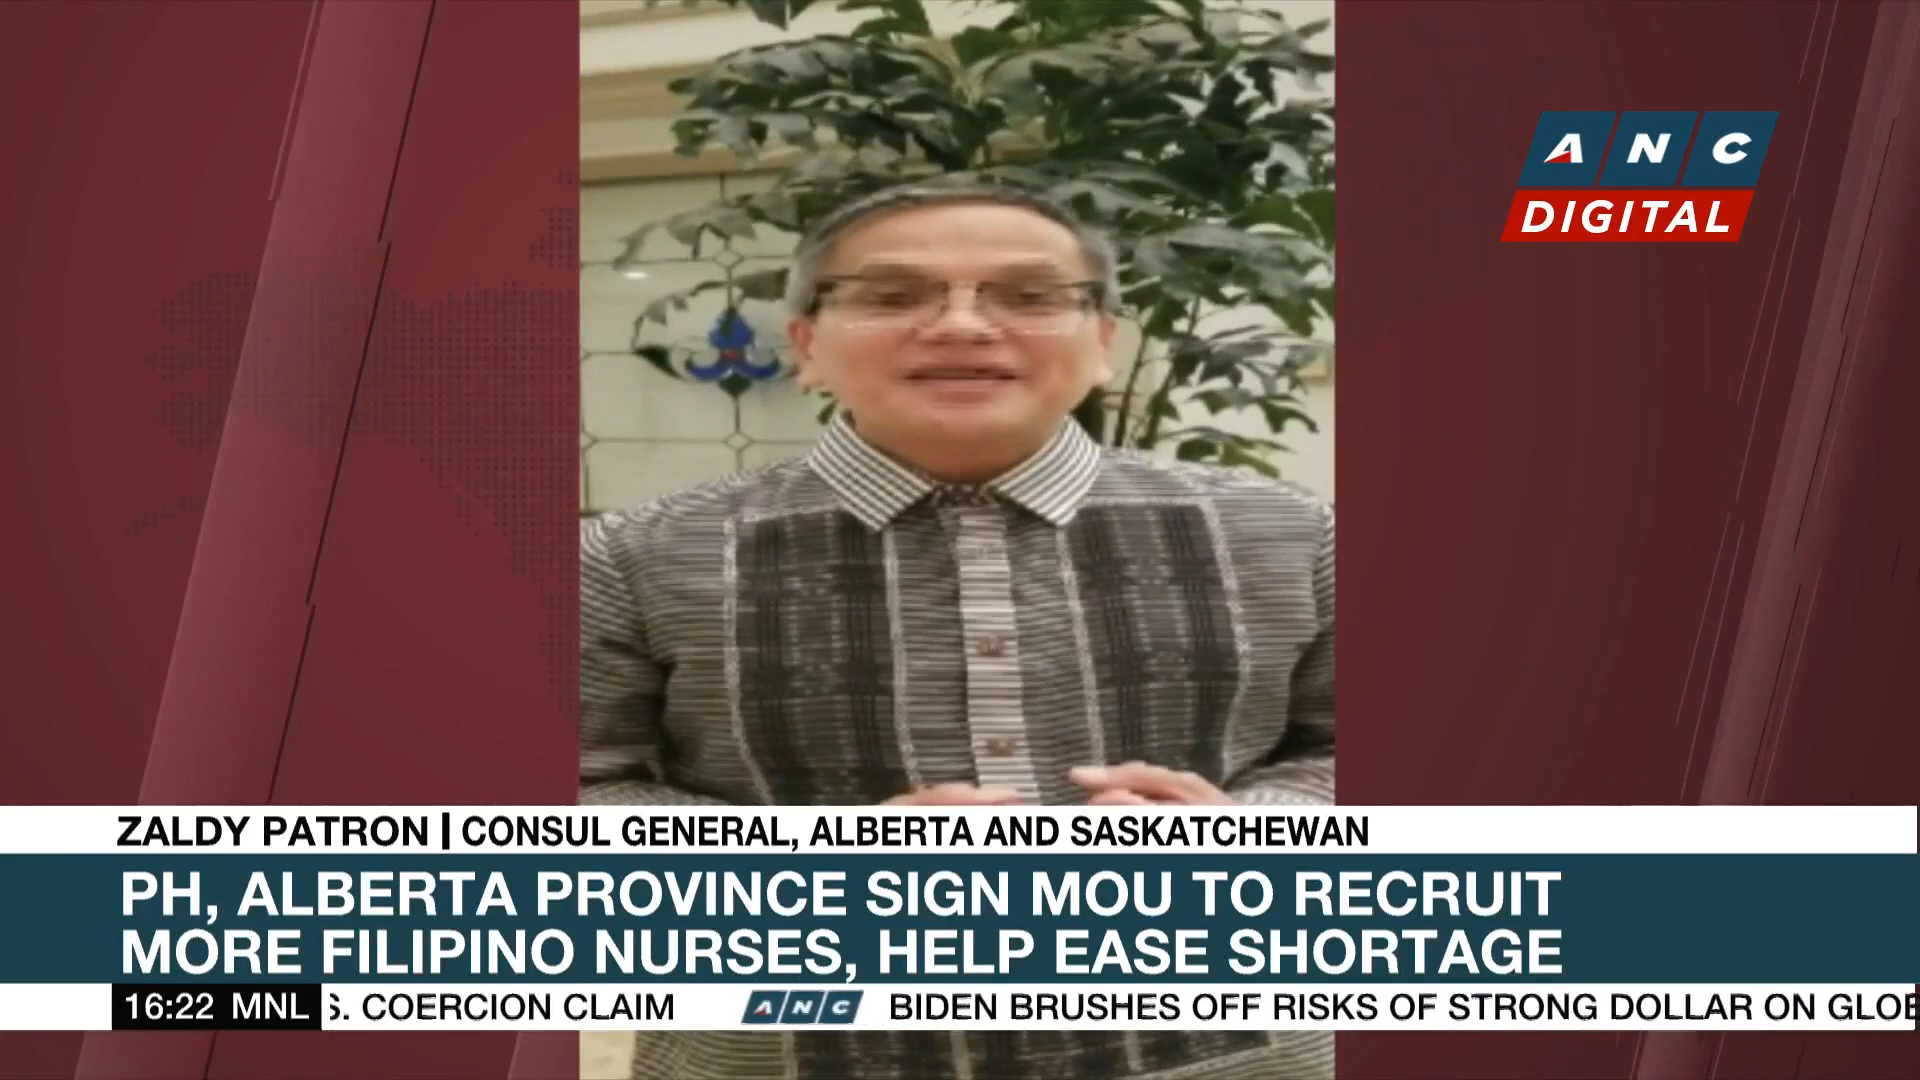 ANC
DIGITAL
ZALDY PATRON | CONSUL GENERAL, ALBERTA AND SASKATCHEWAN
PH, ALBERTA PROVINCE SIGN MOU TO RECRUIT
MORE FILIPINO NURSES, HELP EASE SHORTAGE
16:22 MNL S. COERCION CLAIM ANC BIDEN BRUSHES OFF RISKS OF STRONG DOLLAR ON